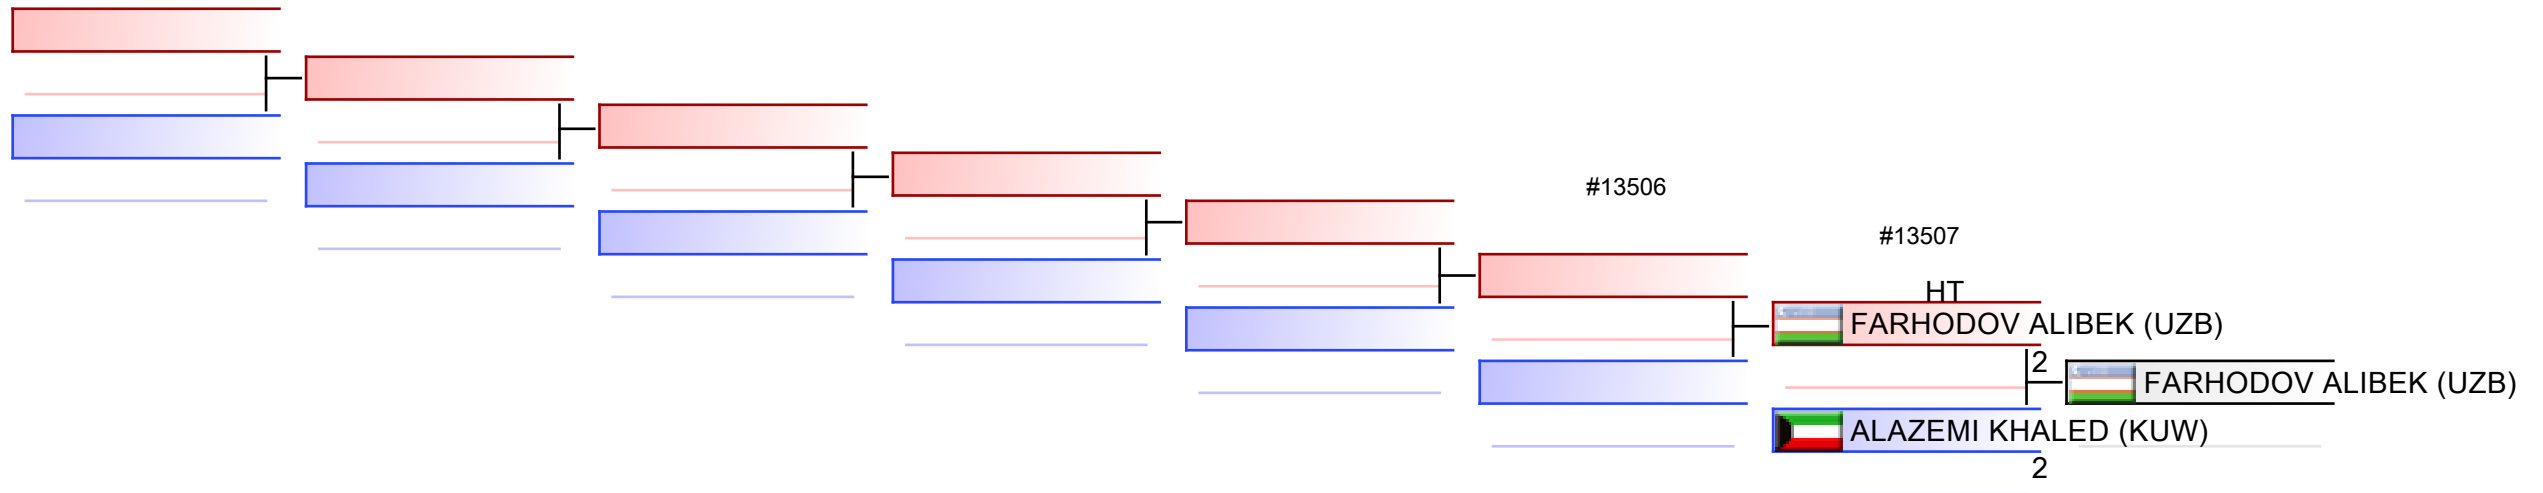 #13506
#13507
HT
FARHODOV ALIBEK (UZB)
2
FARHODOV ALIBEK (UZB)
ALAZEMI KHALED (KUW)
2